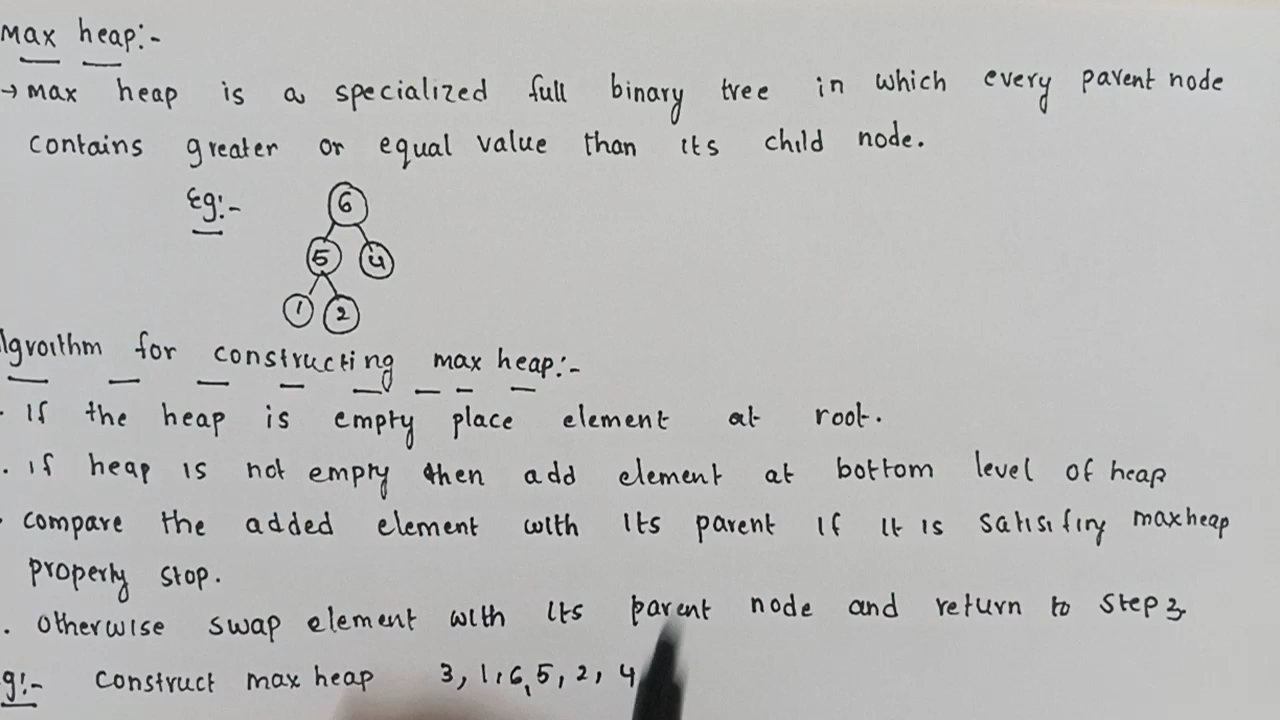 max heap:-
→ max heap is a specialized full binary tree in which every parent node
contains greater or equal value than its child node.
Eg:-
6
5 4
1 2
lgroithm for constructing max heap:-
. If the heap is empty place element at root.
. if heap is not empty then add element at bottom level of heap
. compare the added element with its parent if it is satisifiny maxheap
property stop.
. otherwise swap element with its parent node and return to step 3.
g:- construct max heap 3, 1, 6, 5, 2, 4